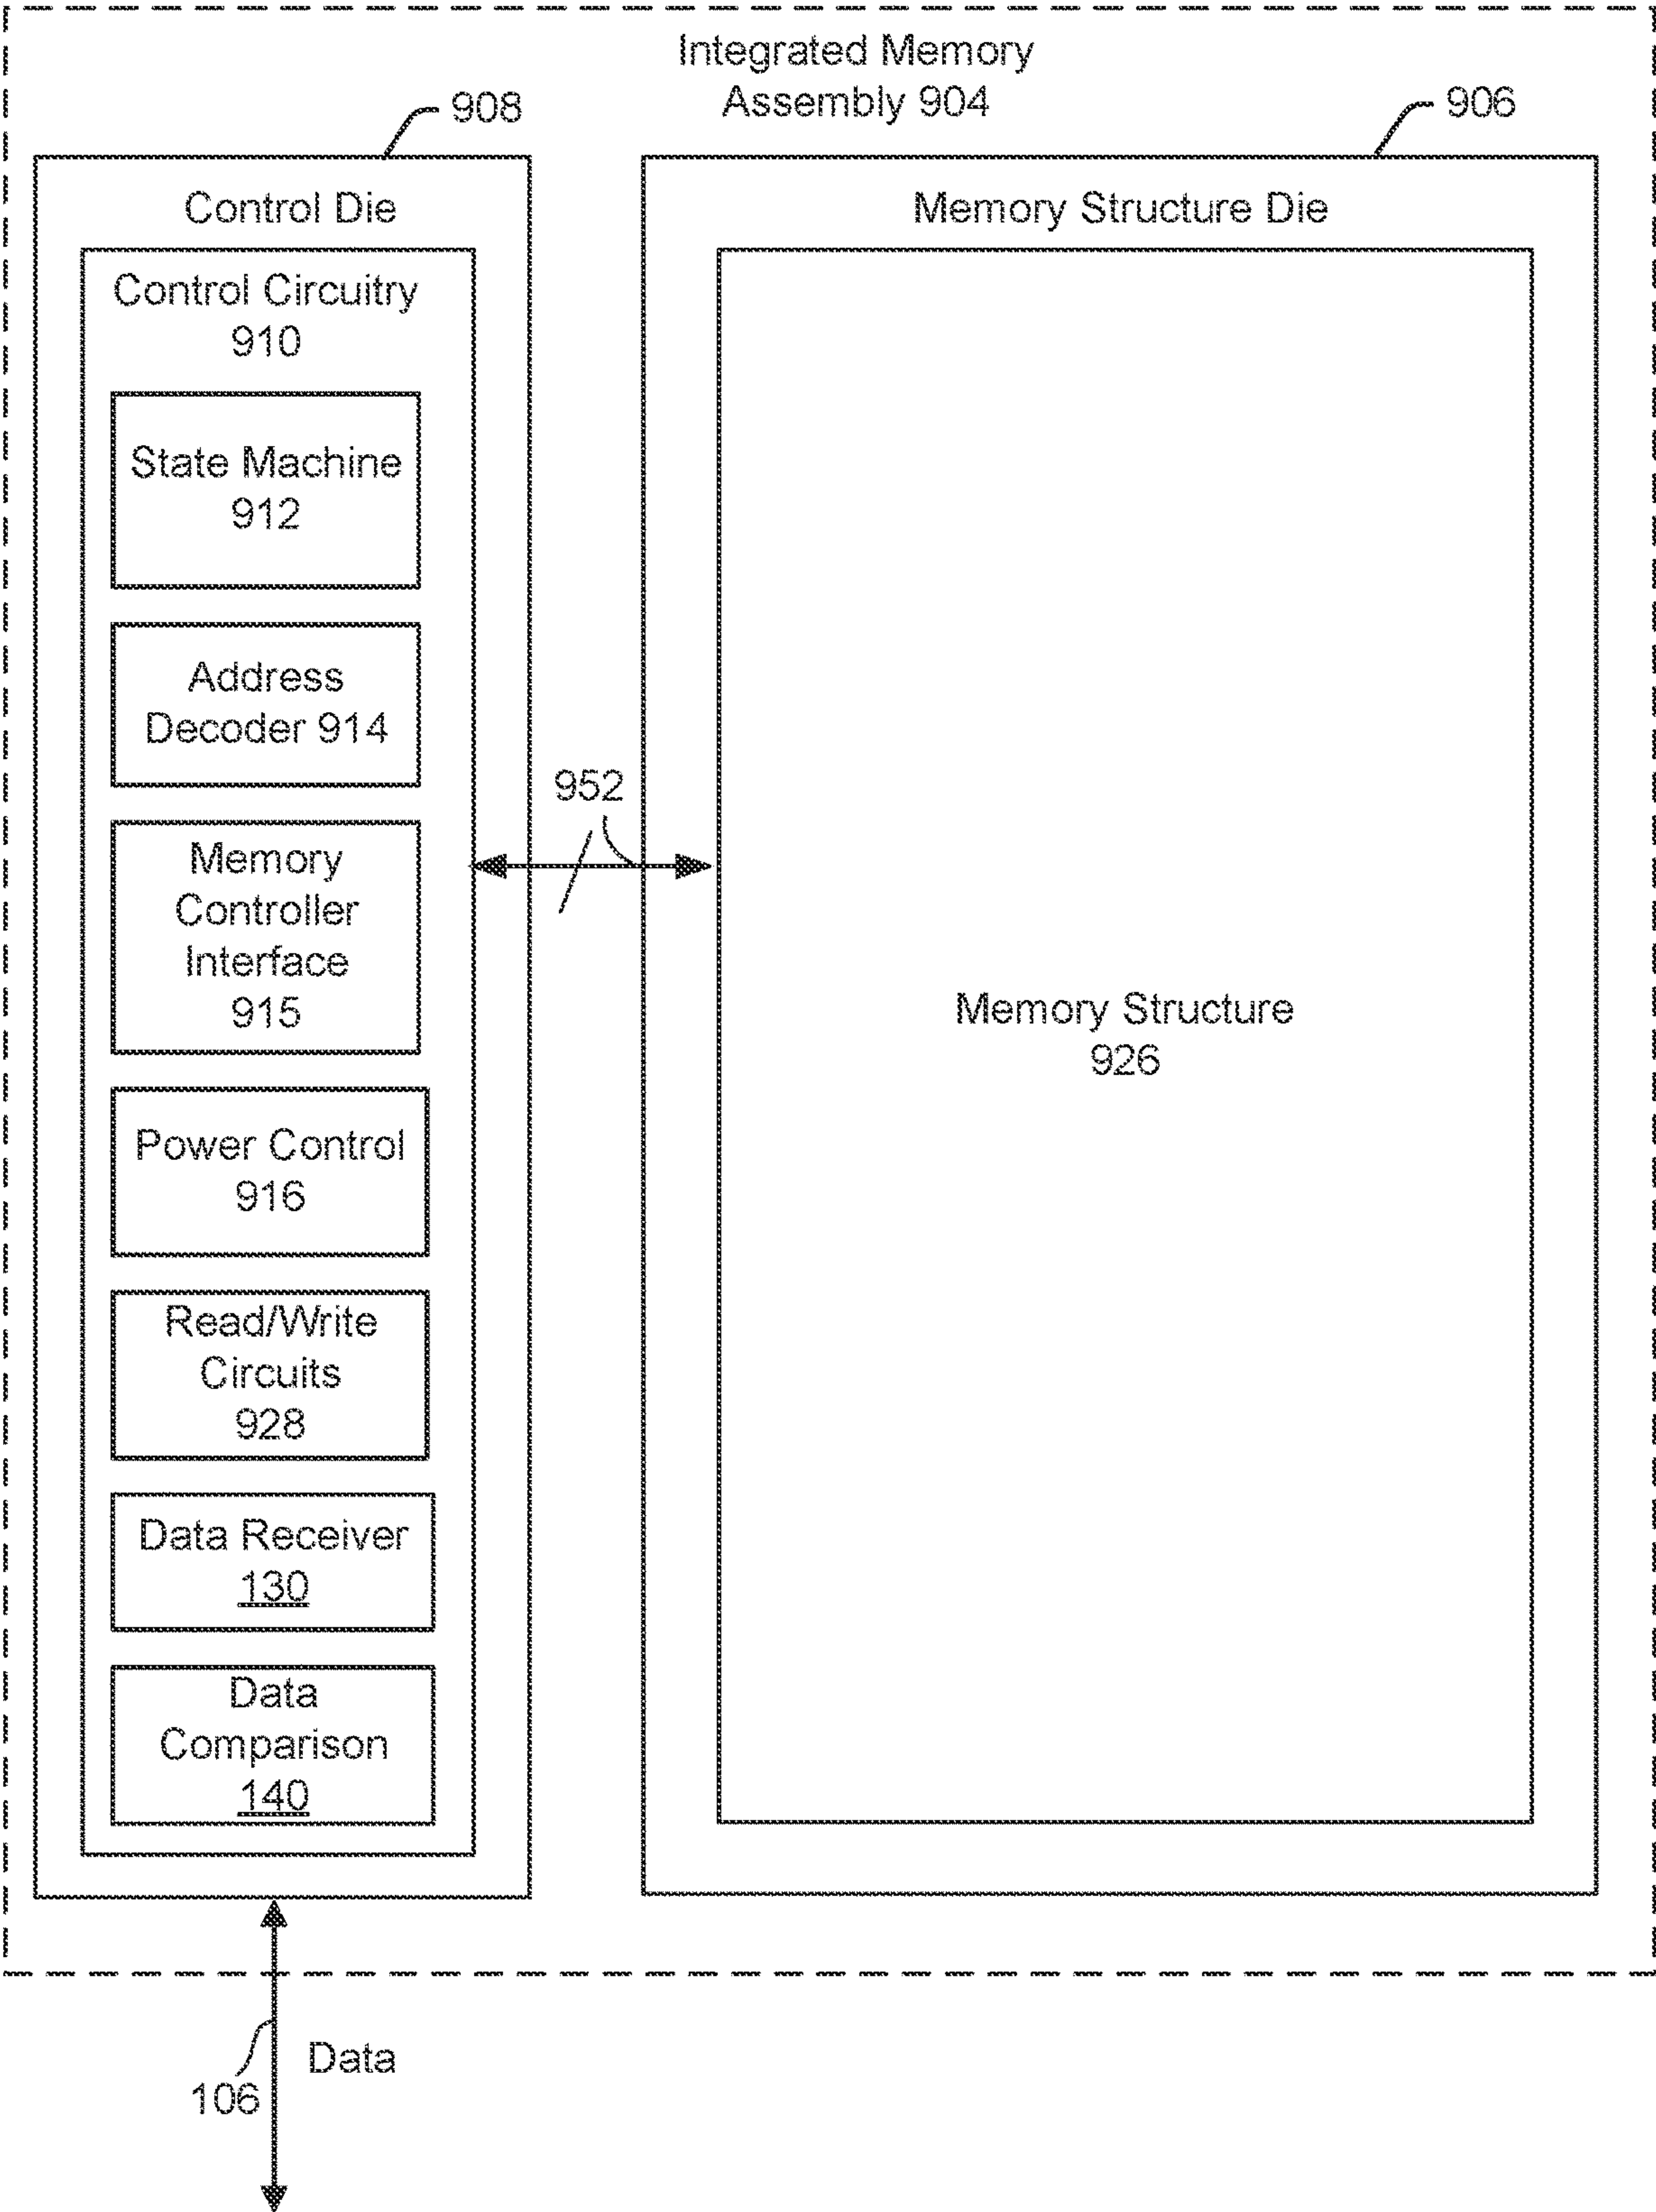 Integrated Memory
Assembly 904
908
906
Control Die
Memory Structure Die
Control Circuitry
910
State Machine
912
Address
Decoder 914
952
Memory
Controller
Interface
915
Memory Structure
926
Power Control
916
Read/Write
Circuits
928
Data Receiver
130
Data
Comparison
140
Data
106